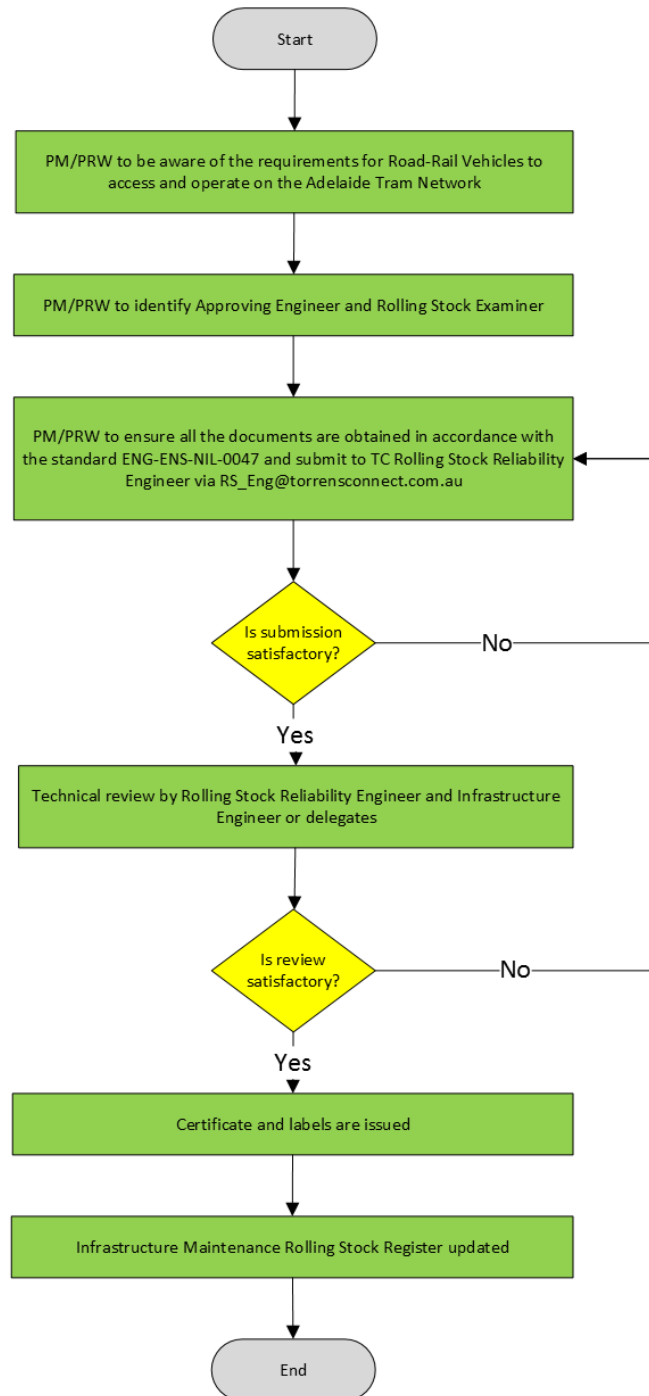 Start
PM/PRW to be aware of the requirements for Road-Rail Vehicles to
access and operate on the Adelaide Tram Network
PM/PRW to identify Approving Engineer and Rolling Stock Examiner
PM/PRW to ensure all the documents are obtained in accordance with
the standard ENG-ENS-NIL-0047 and submit to TC Rolling Stock Reliability
Engineer via RS_Eng@torrensconnect.com.au
Is submission
satisfactory?
No
Yes
Technical review by Rolling Stock Reliability Engineer and Infrastructure
Engineer or delegates
Is review
satisfactory?
No
Yes
Certificate and labels are issued
Infrastructure Maintenance Rolling Stock Register updated
End